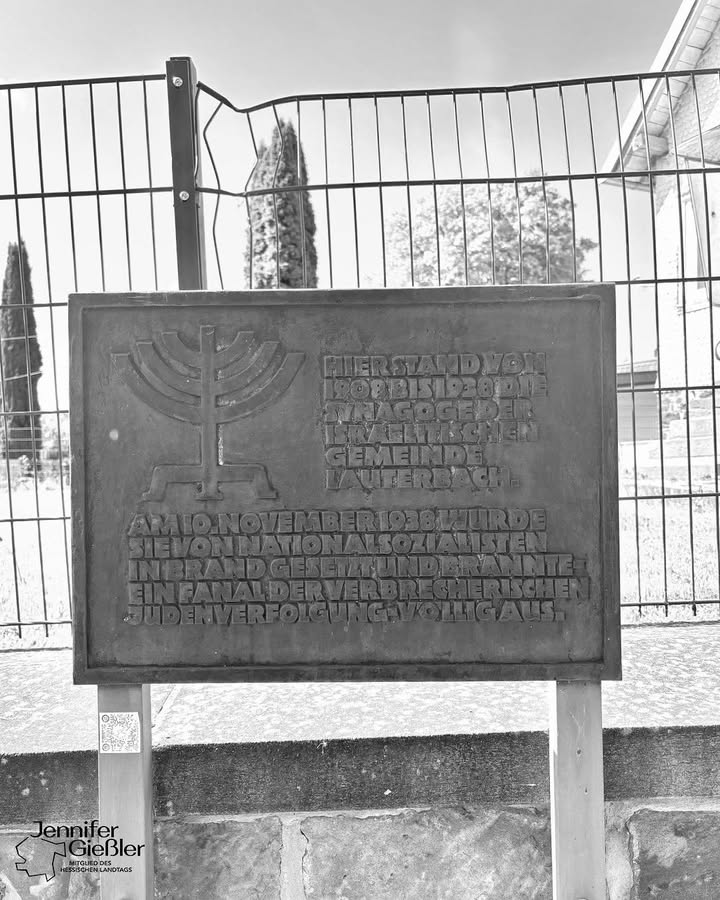 HIER STAND VON
1908 BIS 1938 DIE
SYNAGOGE DER
ISRAELITISCHEN
GEMEINDE
LAUTERBACH.
AM 10. NOVEMBER 1938 WURDE
SIE VON NATIONALSOZIALISTEN
IN BRAND GESETZT UND BRANNTE-
EIN FANAL DER VERBRECHERISCHEN
JUDENVERFOLGUNG-VÖLLIG AUS.
Jennifer
Gießler
MITGLIED DES
HESSISCHEN LANDTAGS